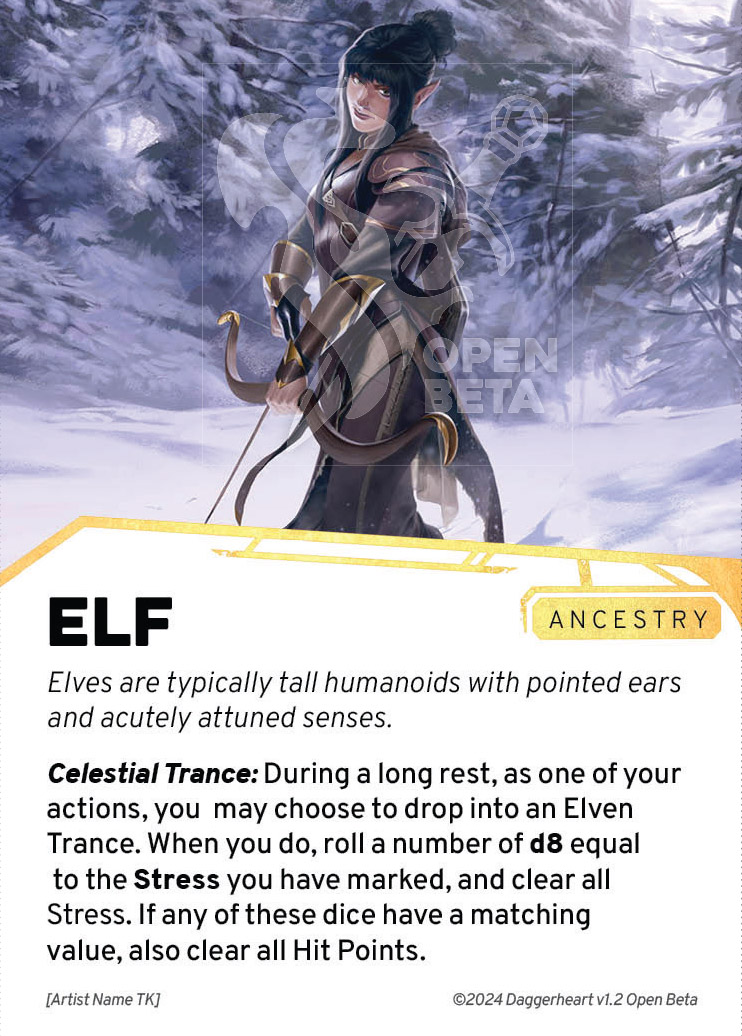 OPEN
BETA
ELF
ANCESTRY
Elves are typically tall humanoids with pointed ears
and acutely attuned senses.
Celestial Trance: During a long rest, as one of your
actions, you  may choose to drop into an Elven
Trance. When you do, roll a number of d8 equal
to the Stress you have marked, and clear all
Stress. If any of these dice have a matching
value, also clear all Hit Points.
[Artist Name TK]
©2024 Daggerheart v1.2 Open Beta